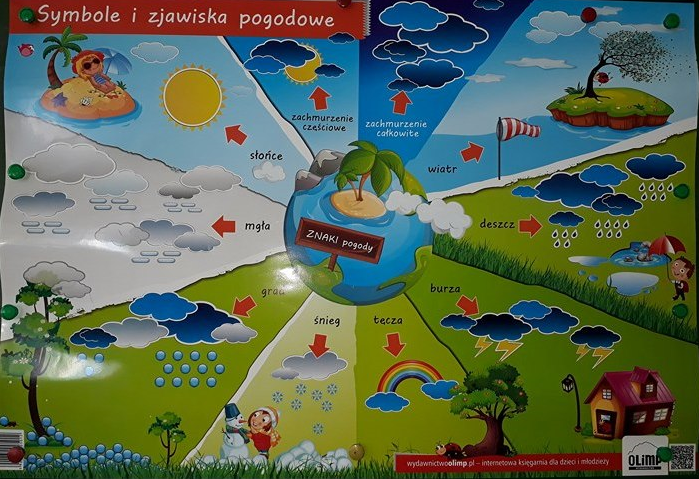 Symbole i zjawiska pogodowe
zachmurzenie
częściowe
zachmurzenie
całkowite
słońce
wiatr
mgła
deszcz
ZNAKI pogody
grad
burza
śnieg
tęcza
wydawnictwoolimp.pl – internetowa księgarnia dla dzieci i młodzieży
OLIMP